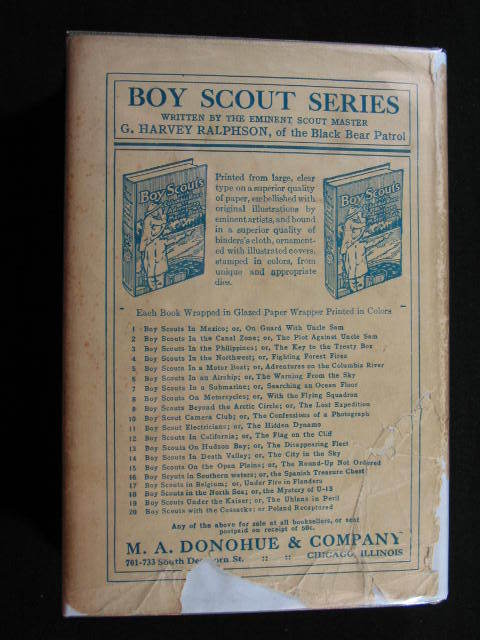 BOY SCOUT SERIES
WRITTEN BY THE EMINENT SCOUT MASTER
G. HARVEY RALPHSON, of the Black Bear Patrol
Boy Scouts
Boy Scouts
Printed from large, clear
type on a superior quality
of paper, embellished with
original illustrations by
eminent artists, and bound
in a superior quality of
binders's cloth, ornament-
ed with illustrated covers,
stamped in colors, from
unique and appropriate
dies.
Each Book Wrapped in Glazed Paper Wrapper Printed in Colors
1 Boy Scouts In Mexico; or, On Guard With Uncle Sam
2 Boy Scouts In the Canal Zone; or, The Plot Against Uncle Sam
3 Boy Scouts In the Philippines; or, The Key to the Treaty Box
4 Boy Scouts In the Northwest; or, Fighting Forest Fires
5 Boy Scouts In a Motor Boat; or, Adventures on the Columbia River
6 Boy Scouts In an Airship; or, The Warning From the Sky
7 Boy Scouts In a Submarine; or, Searching an Ocean Floor
8 Boy Scouts On Motorcycles; or, With the Flying Squadron
9 Boy Scouts Beyond the Arctic Circle; or, The Lost Expedition
10 Boy Scout Camera Club; or, The Confessions of a Photograph
11 Boy Scout Electricians; or, The Hidden Dynamo
12 Boy Scouts In California; or, The Flag on the Cliff
13 Boy Scouts On Hudson Bay; or, The Disappearing Fleet
14 Boy Scouts In Death Valley; or, The City in the Sky
15 Boy Scouts On the Open Plains; or, The Round-Up Not Ordered
16 Boy Scouts in Southern waters; or, the Spanish Treasure Chest
17 Boy Scouts in Belgium; or, Under Fire in Flanders
18 Boy Scouts in the North Sea; or, the Mystery of U-13
19 Boy Scouts Under the Kaiser; or, The Uhlans in Peril
20 Boy Scouts with the Cossacks; or Poland Recaptured
Any of the above for sale at all booksellers, or sent
postpaid on receipt of 50c.
M. A. DONOHUE & COMPANY
701-733 South Dearborn St. :: :: CHICAGO, ILLINOIS